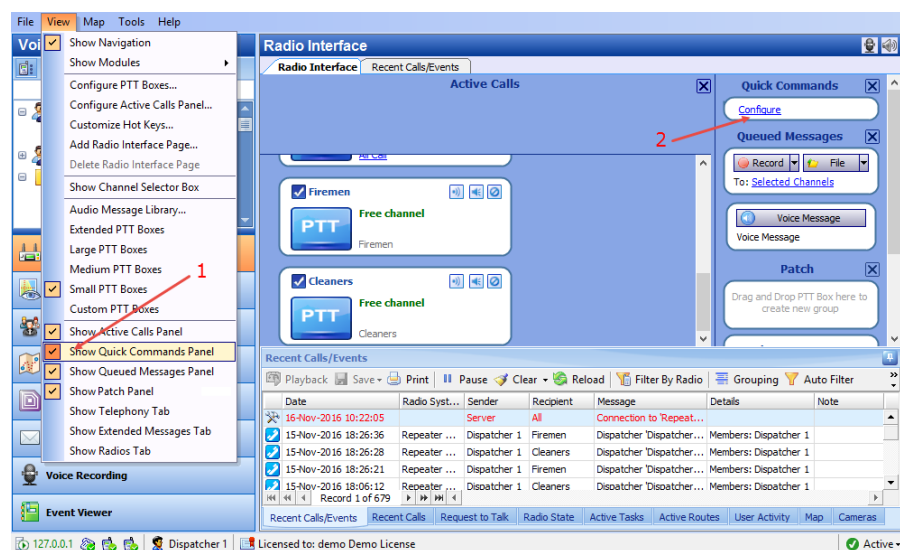 File View Map Tools Help
Voi
Show Navigation
Show Modules
Configure PTT Boxes...
Configure Active Calls Panel...
Customize Hot Keys...
Add Radio Interface Page...
Delete Radio Interface Page
Show Channel Selector Box
Audio Message Library...
Extended PTT Boxes
Large PTT Boxes
Medium PTT Boxes
1
Small PTT Boxes
Custom PTT Boxes
Show Active Calls Panel
Show Quick Commands Panel
Show Queued Messages Panel
Show Patch Panel
Show Telephony Tab
Show Extended Messages Tab
Show Radios Tab
Voice Recording
Event Viewer
Radio Interface
Radio Interface Recent Calls/Events
Active Calls
All Call
Firemen
PTT
Free channel
Firemen
Cleaners
PTT
Free channel
Cleaners
Quick Commands
Configure
2
Queued Messages
Record File
To: Selected Channels
Voice Message
Voice Message
Patch
Drag and Drop PTT Box here to
create new group
Recent Calls/Events
Playback Save Print Pause Clear Reload Filter By Radio Grouping Auto Filter
Date Radio Syst... Sender Recipient Message Details Note
16-Nov-2016 10:22:05 Server All Connection to 'Repeat...
15-Nov-2016 18:26:36 Repeater ... Dispatcher 1 Firemen Dispatcher 'Dispatcher... Members: Dispatcher 1
15-Nov-2016 18:26:28 Repeater ... Dispatcher 1 Cleaners Dispatcher 'Dispatcher... Members: Dispatcher 1
15-Nov-2016 18:26:21 Repeater ... Dispatcher 1 Firemen Dispatcher 'Dispatcher... Members: Dispatcher 1
15-Nov-2016 18:06:12 Repeater ... Dispatcher 1 Cleaners Dispatcher 'Dispatcher... Members: Dispatcher 1
Record 1 of 679
Recent Calls/Events Recent Calls Request to Talk Radio State Active Tasks Active Routes User Activity Map Cameras
127.0.0.1 Dispatcher 1 Licensed to: demo Demo License Active